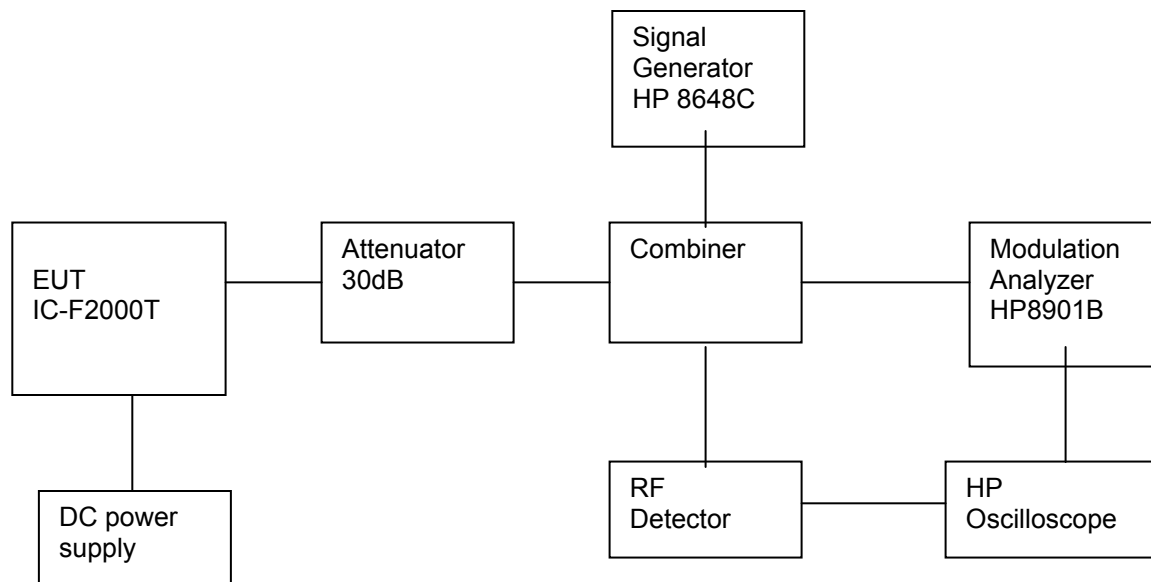 Signal
Generator
HP 8648C
EUT
IC-F2000T
Attenuator
30dB
Combiner
Modulation
Analyzer
HP8901B
DC power
supply
RF
Detector
HP
Oscilloscope